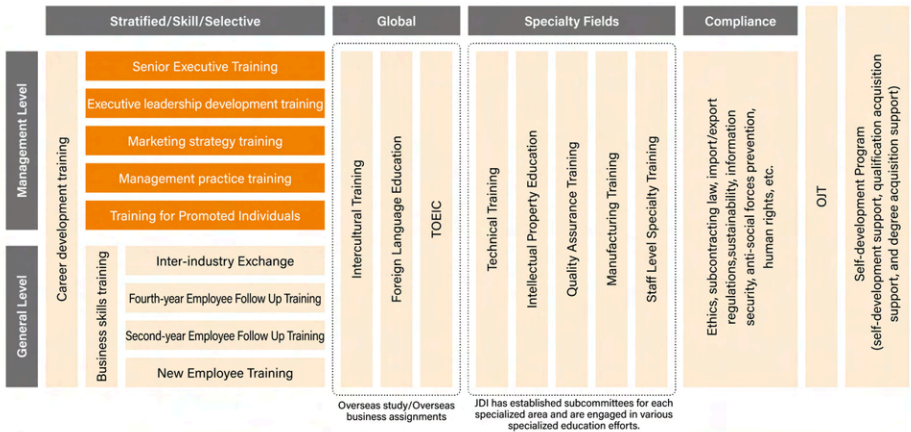 Stratified/Skill/Selective
Global
Specialty Fields
Compliance
Management Level
General Level
Career development training
Senior Executive Training
Executive leadership development training
Marketing strategy training
Management practice training
Training for Promoted Individuals
Business skills training
Inter-industry Exchange
Fourth-year Employee Follow Up Training
Second-year Employee Follow Up Training
New Employee Training
Intercultural Training
Foreign Language Education
TOEIC
Overseas study/Overseas
business assignments
Technical Training
Intellectual Property Education
Quality Assurance Training
Manufacturing Training
Staff Level Specialty Training
JDI has established subcommittees for each
specialized area and are engaged in various
specialized education efforts.
Ethics, subcontracting law, import/export
regulations,sustainability, information
security, anti-social forces prevention,
human rights, etc.
OJT
Self-development Program
(self-development support, qualification acquisition
support, and degree acquisition support)